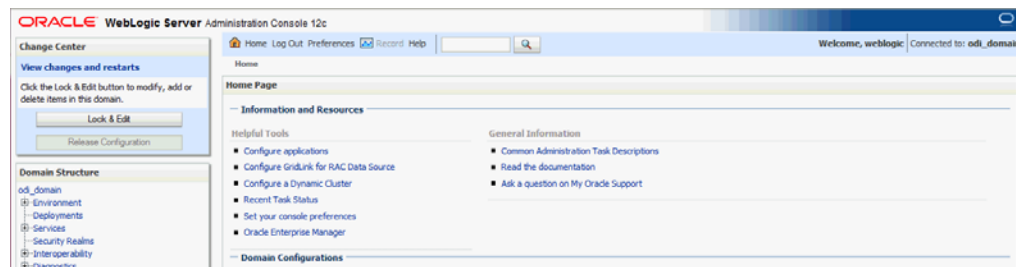 ORACLE WebLogic Server Administration Console 12c
Change Center
View changes and restarts
Click the Lock & Edit button to modify, add or
delete items in this domain.
Lock & Edit
Release Configuration
Domain Structure
odi_domain
Environment
Deployments
Services
Security Realms
Interoperability
Diagnostics
Home Log Out Preferences Record Help
Welcome, weblogic Connected to: odi_domai
Home
Home Page
Information and Resources
Helpful Tools
Configure applications
Configure GridLink for RAC Data Source
Configure a Dynamic Cluster
Recent Task Status
Set your console preferences
Oracle Enterprise Manager
General Information
Common Administration Task Descriptions
Read the documentation
Ask a question on My Oracle Support
Domain Configurations